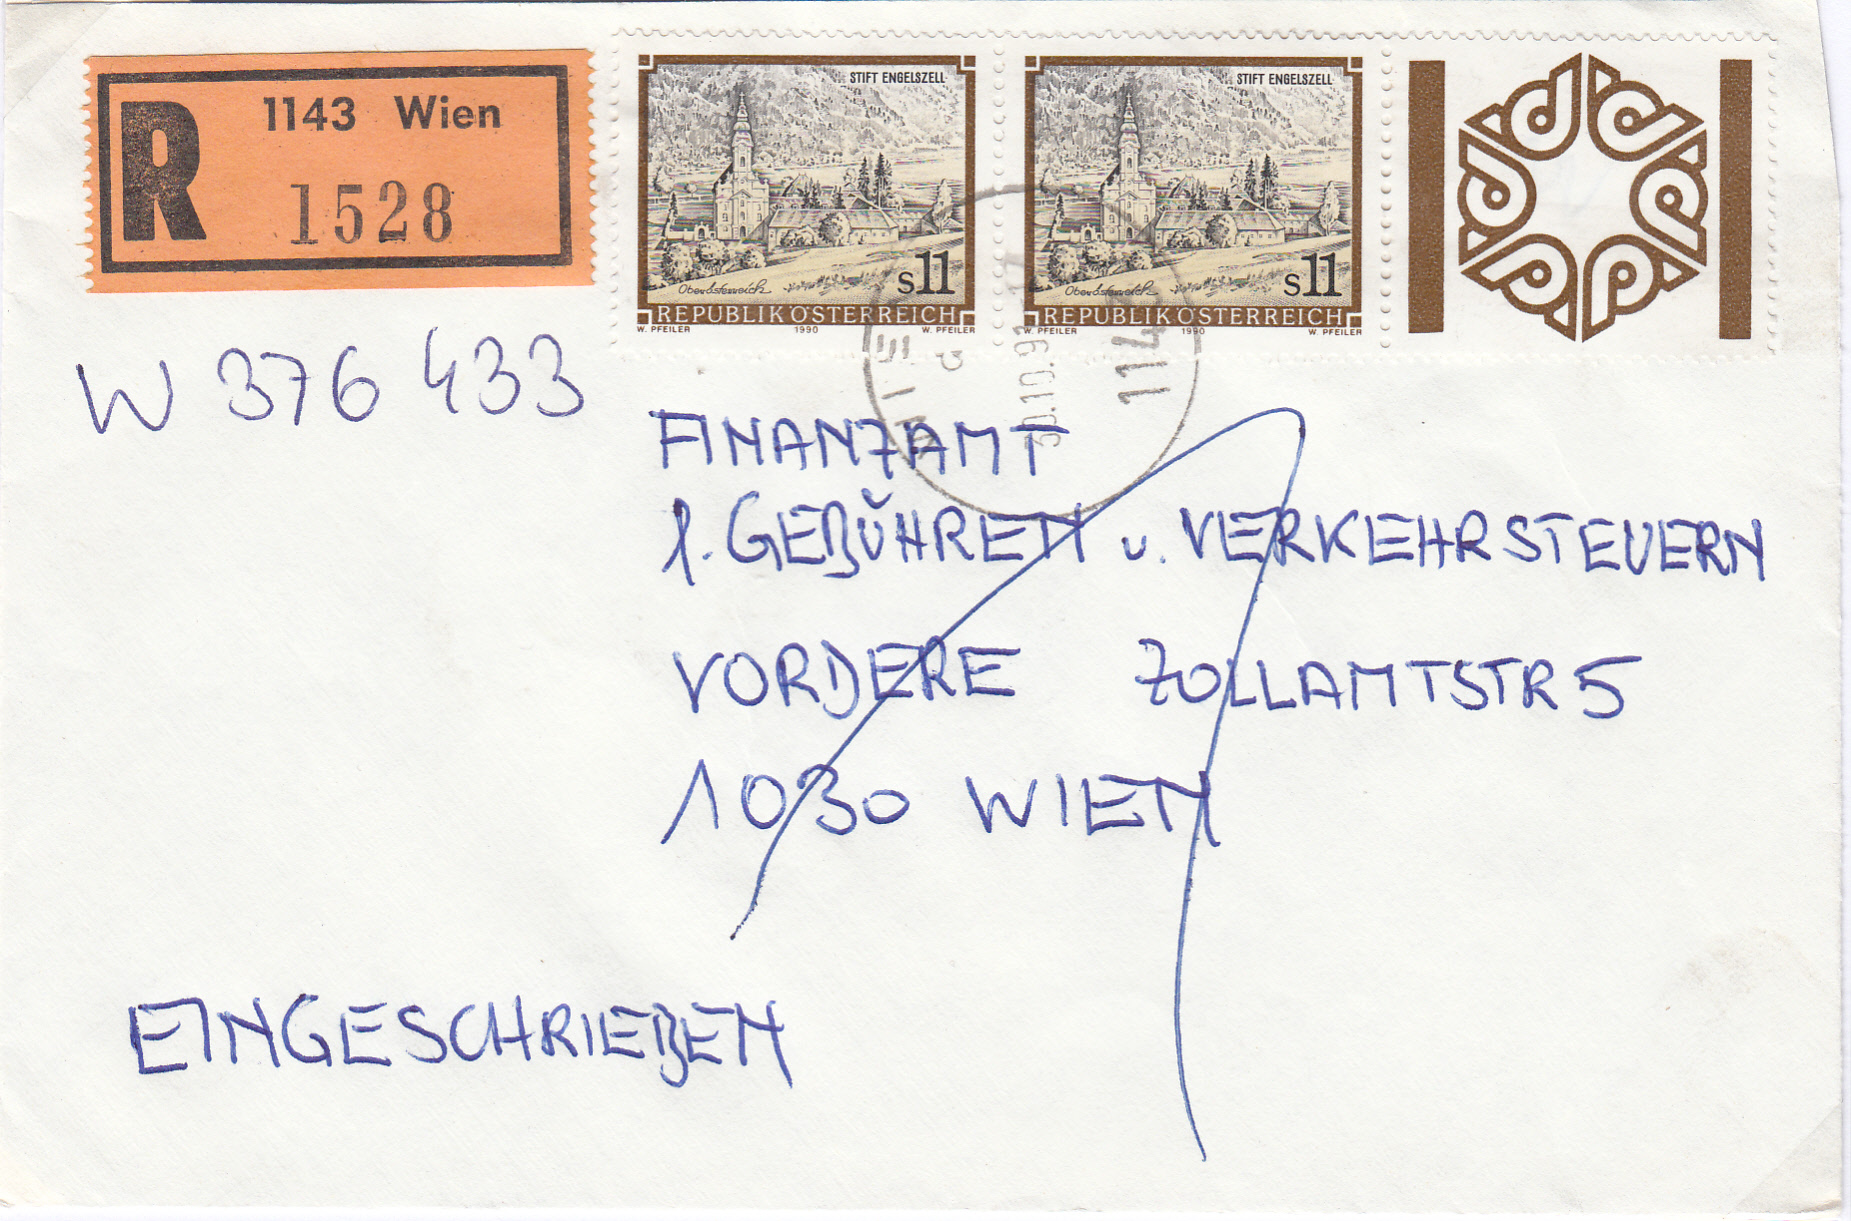 R 1143 Wien
1528
STIFT ENGELSZELL
Oberösterreich
S11
REPUBLIK ÖSTERREICH
W. PFEILER 1990 W. PFEILER
STIFT ENGELSZELL
Oberösterreich
S11
REPUBLIK ÖSTERREICH
W. PFEILER 1990 W. PFEILER
W 376 433
FINANZAMT
f. GEBÜHREN u. VERKEHRSTEUERN
VORDERE ZOLLAMTSTR 5
1030 WIEN
EINGESCHRIEBEN